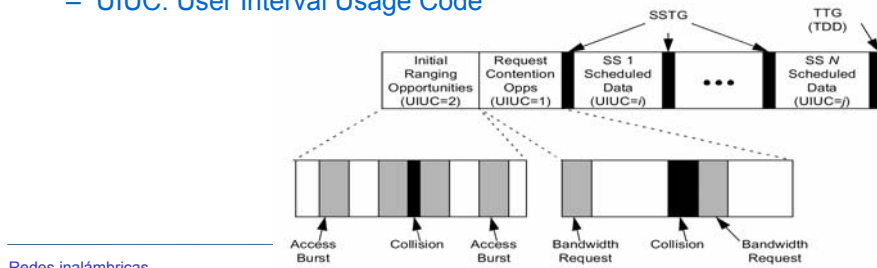 – UIUC: User Interval Usage Code
SSTG
TTG
(TDD)
Initial
Ranging
Opportunities
(UIUC=2)
Request
Contention
Opps
(UIUC=1)
SS 1
Scheduled
Data
(UIUC=i)
•••
SS N
Scheduled
Data
(UIUC=j)
Access
Burst
Collision
Access
Burst
Bandwidth
Request
Collision
Bandwidth
Request
Redes inalámbricas